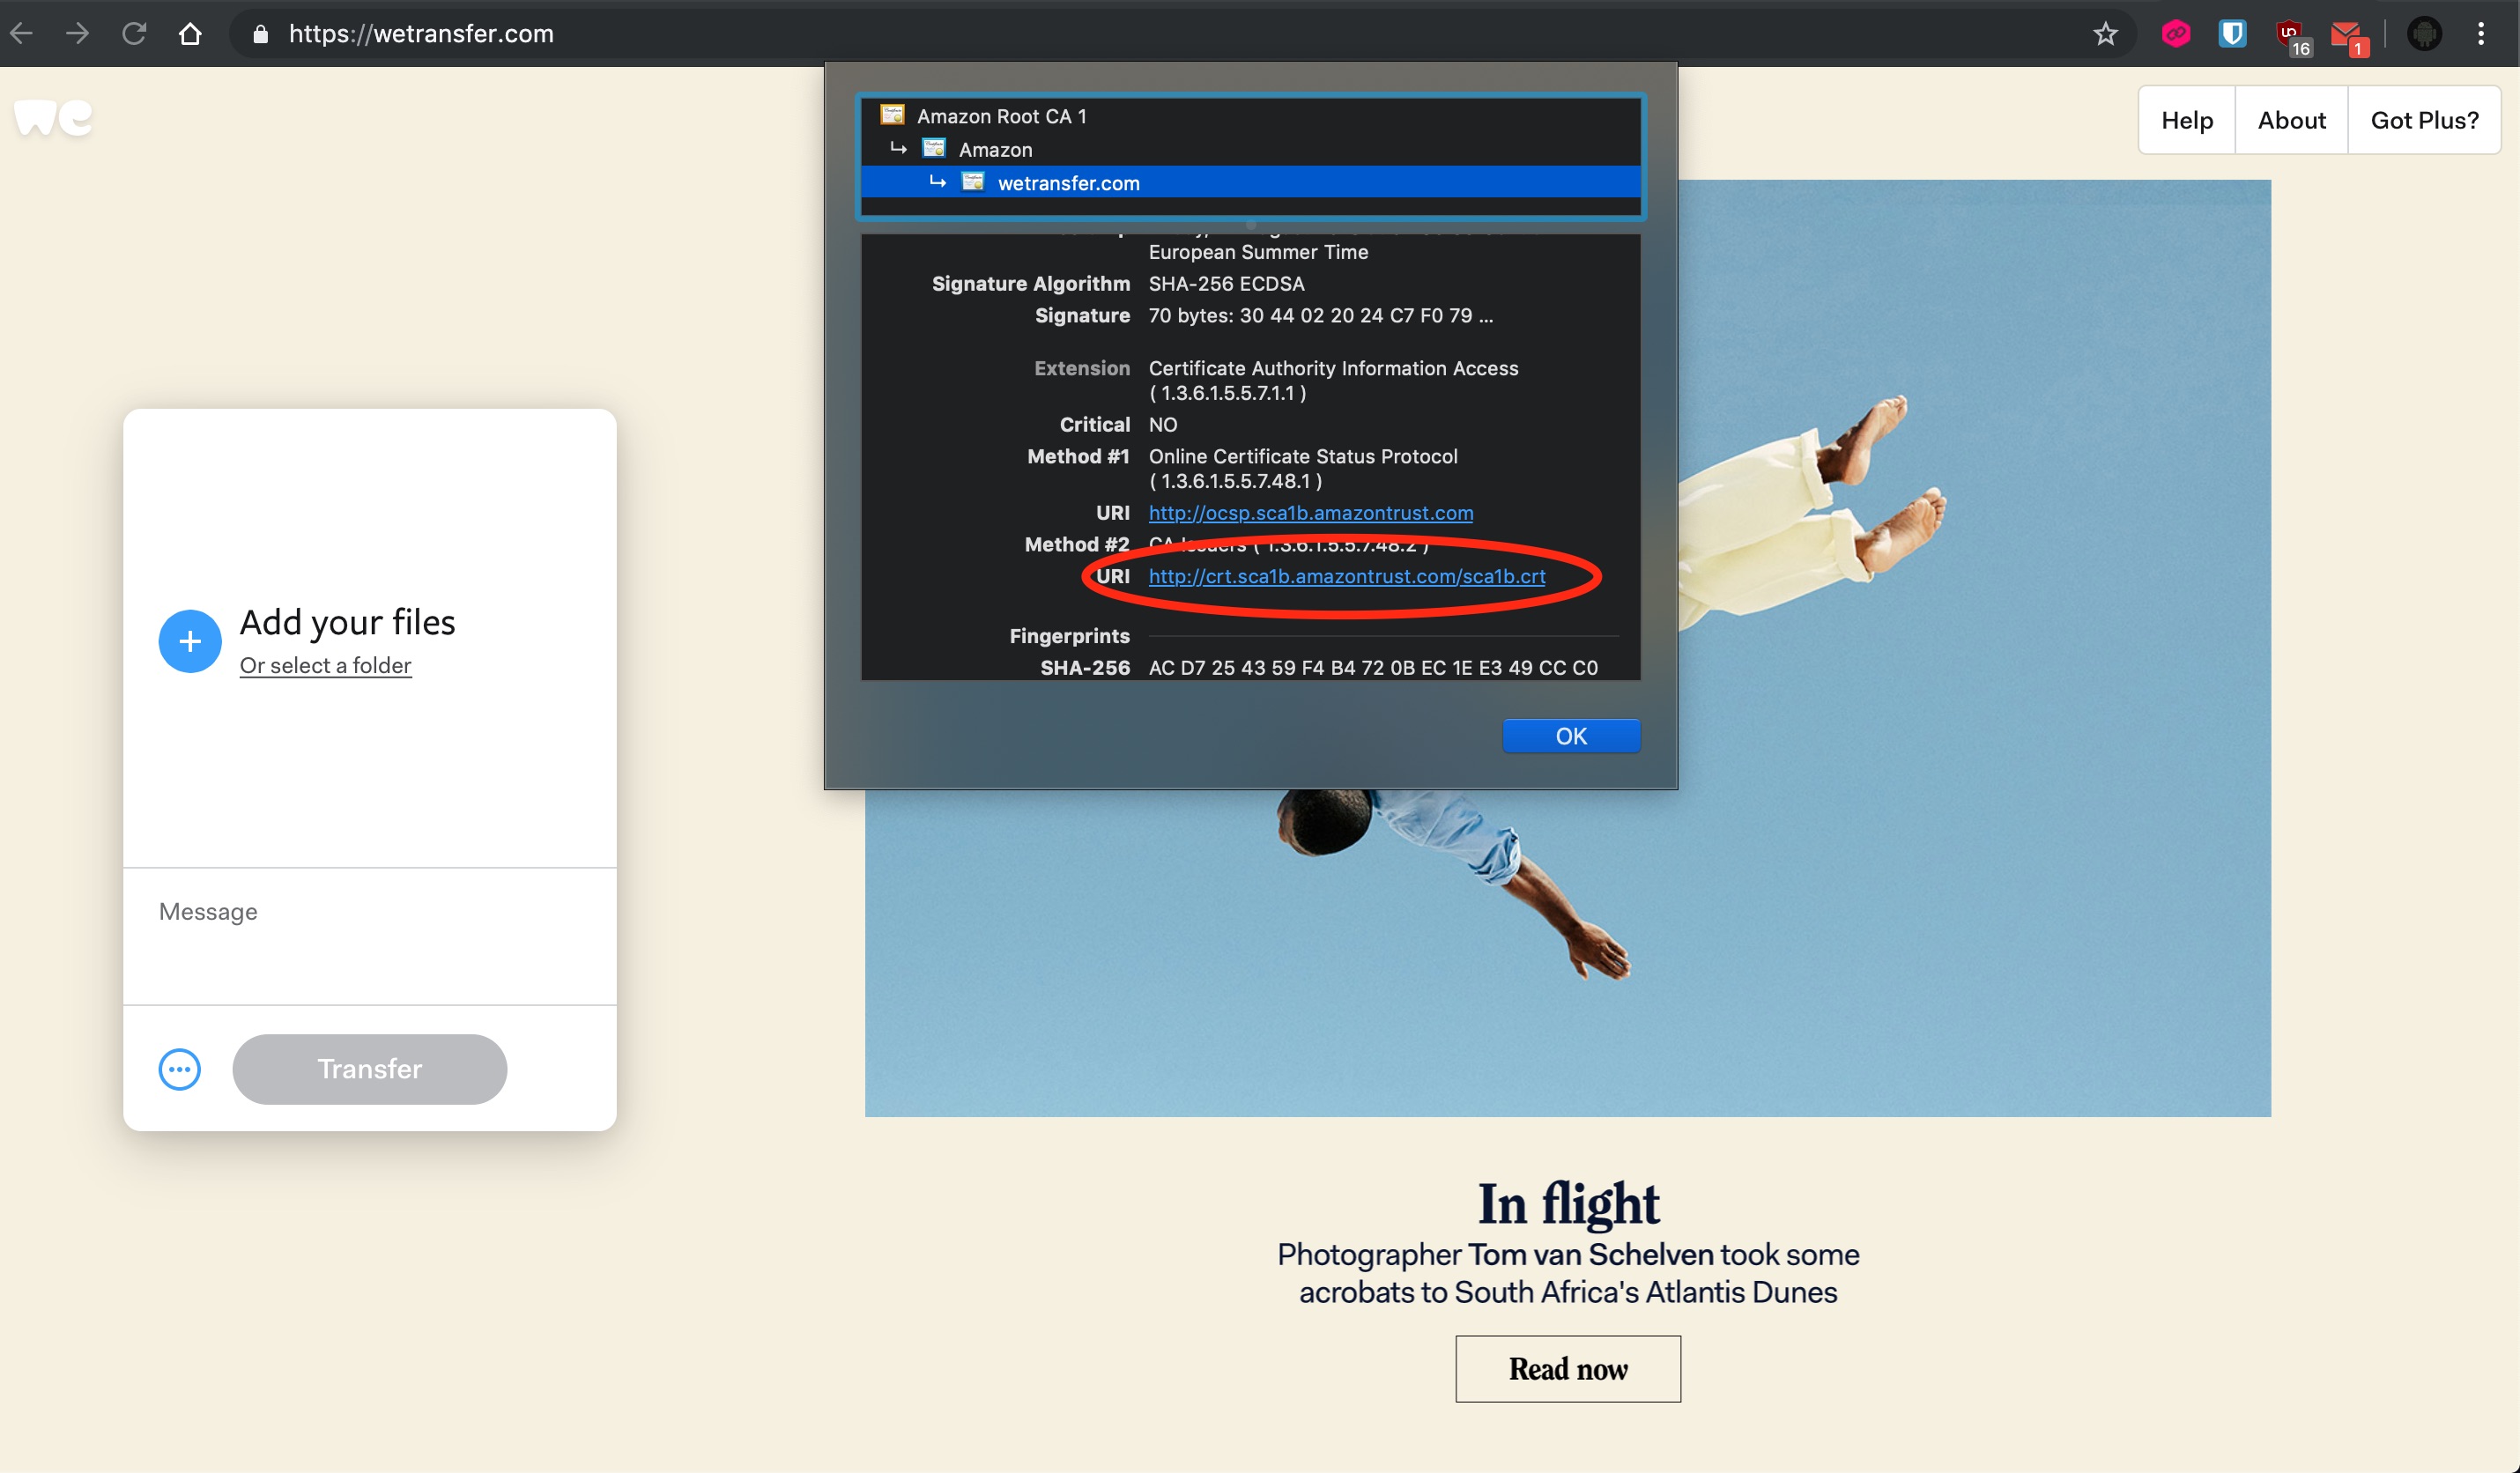 https://wetransfer.com
16
1
we
Help
About
Got Plus?
Amazon Root CA 1
Amazon
wetransfer.com
European Summer Time
Signature Algorithm SHA-256 ECDSA
Signature 70 bytes: 30 44 02 20 24 C7 F0 79 ...
Extension Certificate Authority Information Access
( 1.3.6.1.5.5.7.1.1 )
Critical NO
Method #1 Online Certificate Status Protocol
( 1.3.6.1.5.5.7.48.1 )
URI http://ocsp.sca1b.amazontrust.com
Method #2 CA Issuers ( 1.3.6.1.5.5.7.48.2 )
URI http://crt.sca1b.amazontrust.com/sca1b.crt
Fingerprints
SHA-256 AC D7 25 43 59 F4 B4 72 0B EC 1E E3 49 CC C0
OK
Add your files
Or select a folder
Message
Transfer
In flight
Photographer Tom van Schelven took some
acrobats to South Africa's Atlantis Dunes
Read now